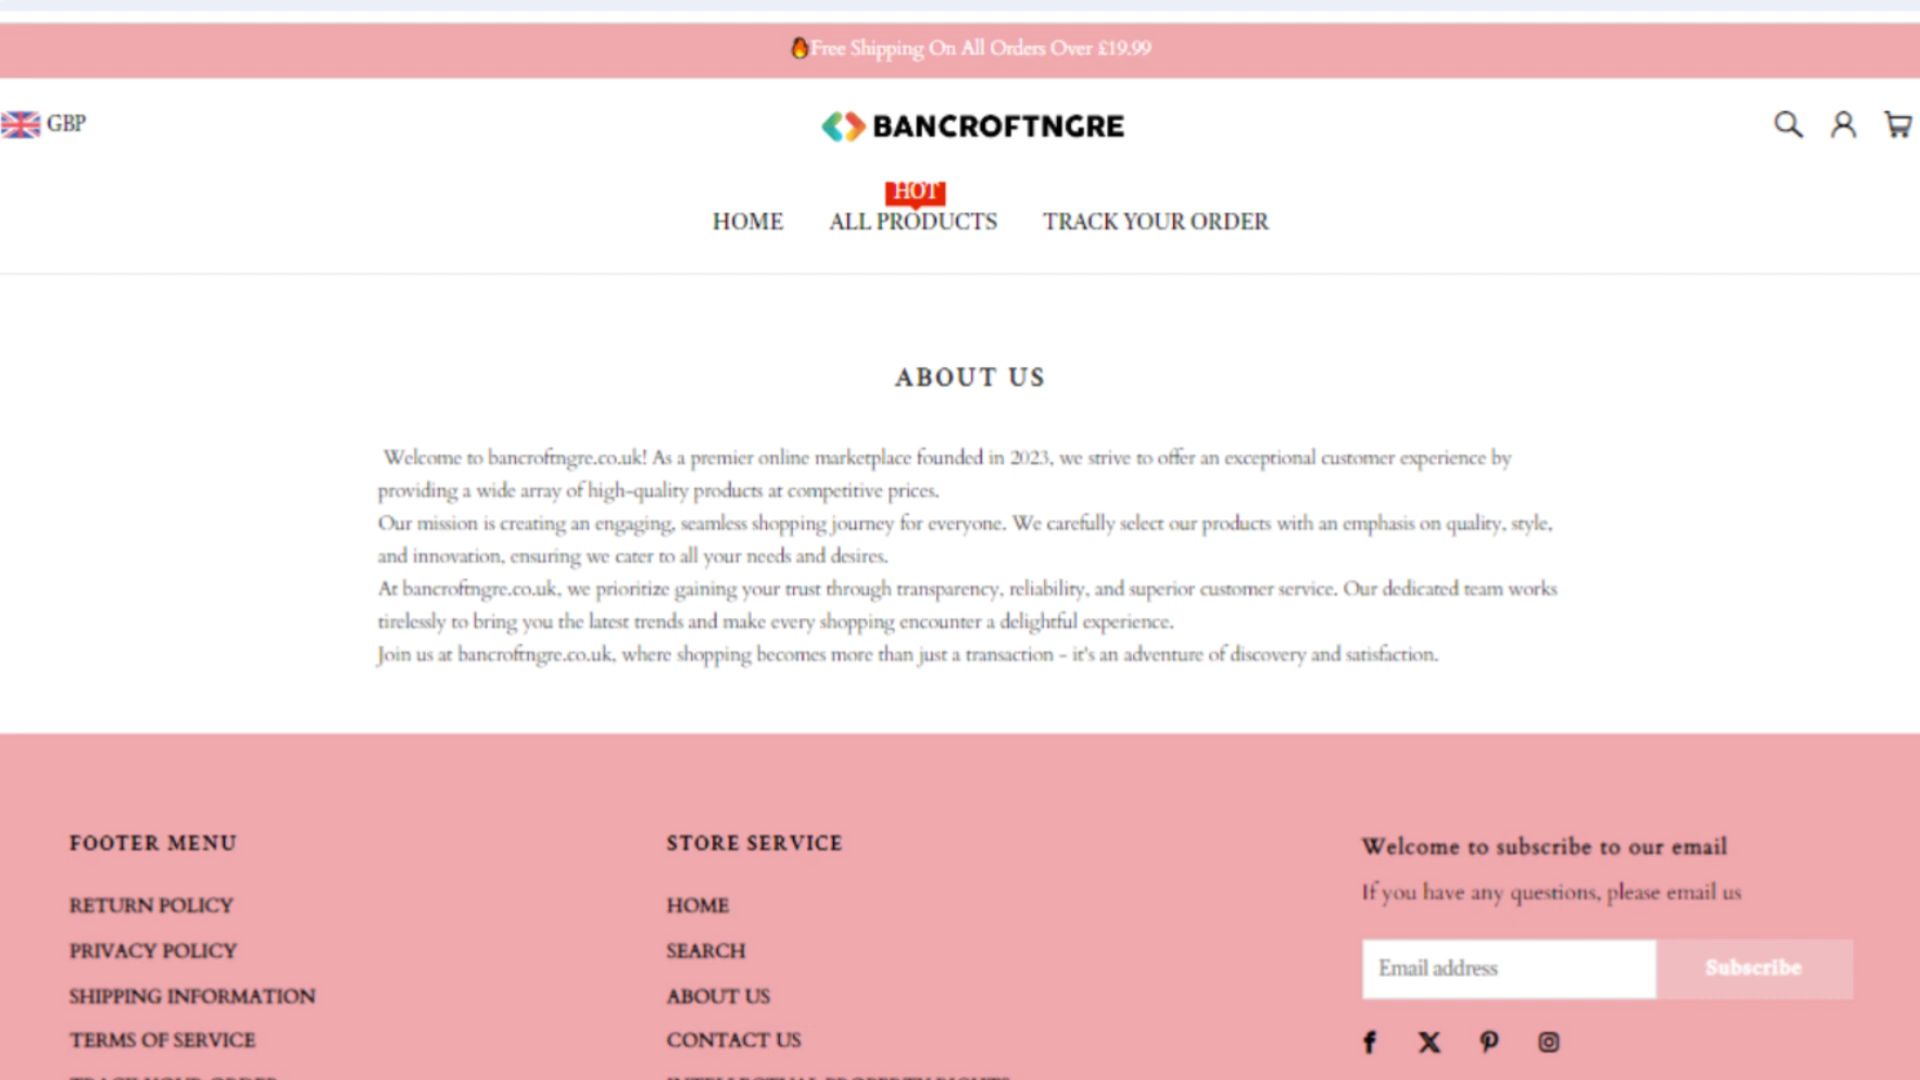 🔥Free Shipping On All Orders Over £19.99
GBP
BANCROFTNGRE
HOT
HOME ALL PRODUCTS TRACK YOUR ORDER
ABOUT US
Welcome to bancroftngre.co.uk! As a premier online marketplace founded in 2023, we strive to offer an exceptional customer experience by
providing a wide array of high-quality products at competitive prices.
Our mission is creating an engaging, seamless shopping journey for everyone. We carefully select our products with an emphasis on quality, style,
and innovation, ensuring we cater to all your needs and desires.
At bancroftngre.co.uk, we prioritize gaining your trust through transparency, reliability, and superior customer service. Our dedicated team works
tirelessly to bring you the latest trends and make every shopping encounter a delightful experience.
Join us at bancroftngre.co.uk, where shopping becomes more than just a transaction – it's an adventure of discovery and satisfaction.
FOOTER MENU
RETURN POLICY
PRIVACY POLICY
SHIPPING INFORMATION
TERMS OF SERVICE
STORE SERVICE
HOME
SEARCH
ABOUT US
CONTACT US
Welcome to subscribe to our email
If you have any questions, please email us
Email address
Subscribe